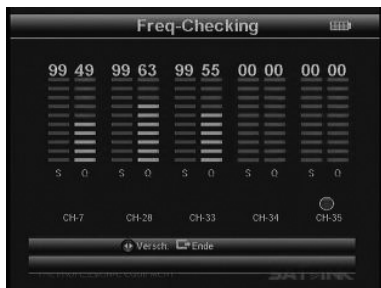 Freq-Checking
99 49 99 63 99 55 00 00 00 00
S Q S Q S Q S Q S Q
CH-7 CH-28 CH-33 CH-34 CH-35
Versch. Ende